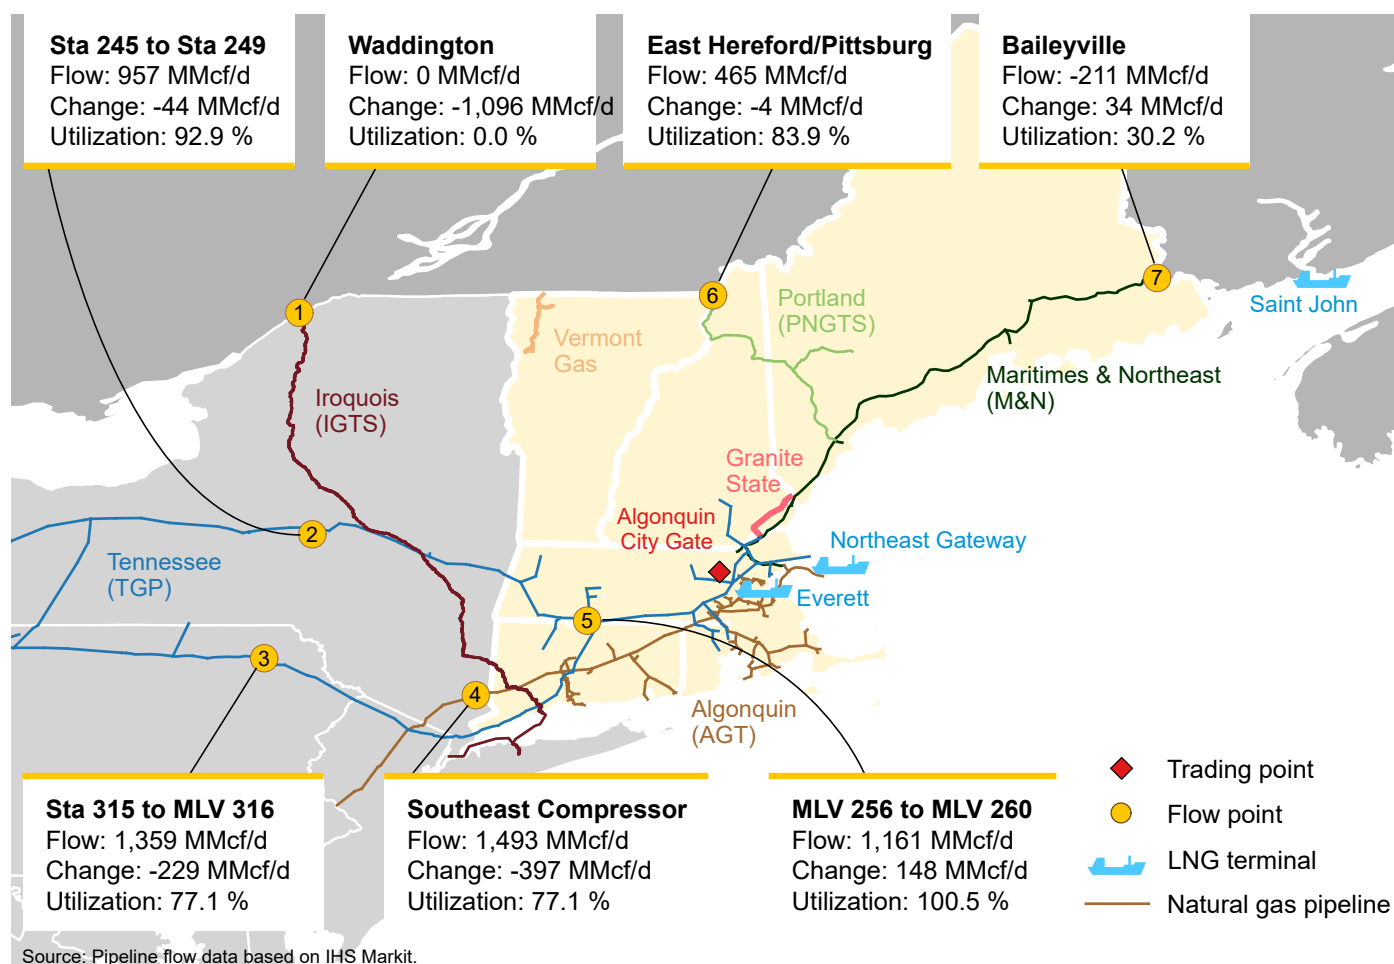 Sta 245 to Sta 249
Flow: 957 MMcf/d
Change: -44 MMcf/d
Utilization: 92.9 %
Waddington
Flow: 0 MMcf/d
Change: -1,096 MMcf/d
Utilization: 0.0 %
East Hereford/Pittsburg
Flow: 465 MMcf/d
Change: -4 MMcf/d
Utilization: 83.9 %
Baileyville
Flow: -211 MMcf/d
Change: 34 MMcf/d
Utilization: 30.2 %
7
6
1
Portland
(PNGTS)
Saint John
Vermont
Gas
Maritimes & Northeast
(M&N)
Iroquois
(IGTS)
Granite
State
Algonquin
City Gate
2
Northeast Gateway
Tennessee
(TGP)
Everett
5
3
4
Algonquin
(AGT)
Sta 315 to MLV 316
Flow: 1,359 MMcf/d
Change: -229 MMcf/d
Utilization: 77.1 %
Southeast Compressor
Flow: 1,493 MMcf/d
Change: -397 MMcf/d
Utilization: 77.1 %
MLV 256 to MLV 260
Flow: 1,161 MMcf/d
Change: 148 MMcf/d
Utilization: 100.5 %
Trading point
Flow point
LNG terminal
Natural gas pipeline
Source: Pipeline flow data based on IHS Markit.